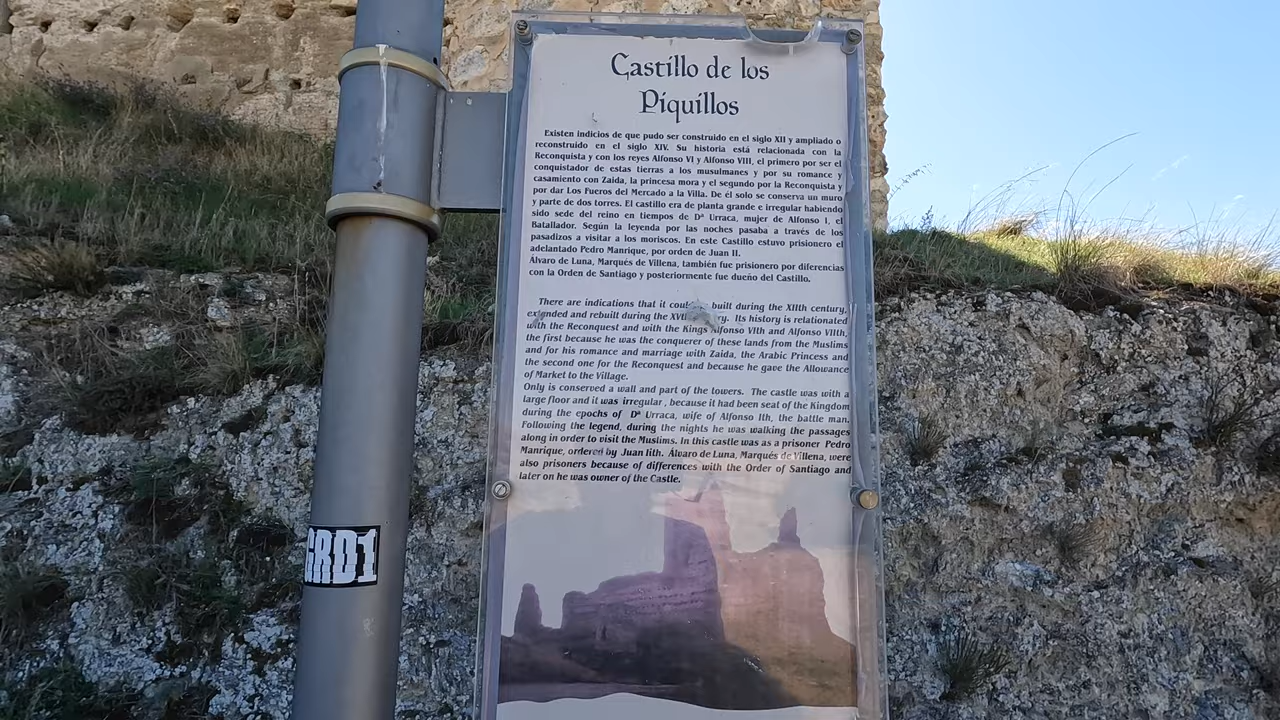 Castillo de los
Piquillos
Existen indicios de que pudo ser construido en el siglo XII y ampliado o
reconstruido en el siglo XIV. Su historia está relacionada con la
Reconquista y con los reyes Alfonso VI y Alfonso VIII, el primero por ser el
conquistador de estas tierras a los musulmanes y por su romance y
casamiento con Zaida, la princesa mora y el segundo por la Reconquista y
por dar Los Fueros del Mercado a la Villa. De él solo se conserva un muro
y parte de dos torres. El castillo era de planta grande e irregular habiendo
sido sede del reino en tiempos de Dª Urraca, mujer de Alfonso I, el
Batallador. Según la leyenda por las noches pasaba a través de los
pasadizos a visitar a los moriscos. En este Castillo estuvo prisionero el
adelantado Pedro Manrique, por orden de Juan II.
Álvaro de Luna, Marqués de Villena, también fue prisionero por diferencias
con la Orden de Santiago y posteriormente fue dueño del Castillo.
There are indications that it built during the XIIth century,
extended and rebuilt during the Its history is relationated
with the Reconquest and with the Kings Alfonso VIth and Alfonso VIIth,
the first because he was the conquerer of these lands from the Muslims
and for his romance and marriage with Zaida, the Arabic Princess and
the second one for the Reconquest and because he gave the Allowance
of Market to the Village.
Only is conserved a wall and part of the towers. The castle was with a
large floor and it was irregular , because it had been seat of the Kingdom
during the epochs of Dª Urraca, wife of Alfonso Ith, the battle man.
Following the legend, during the nights he was walking the passages
along in order to visit the Muslims. In this castle was as a prisoner Pedro
Manrique, ordered by Juan IIth. Álvaro de Luna, Marqués de Villena, were
also prisoners because of differences with the Order of Santiago and
later on he was owner of the Castle.
GRD1